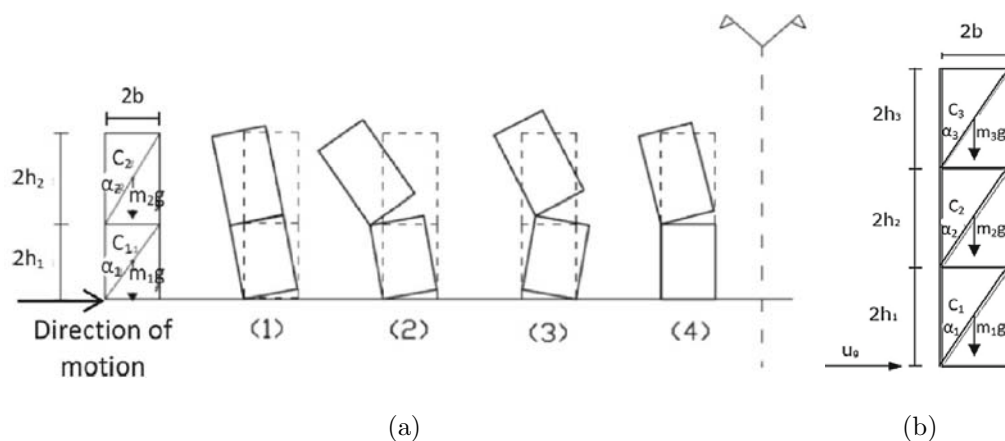 2b
2h₂
C₂
α₂
m₂g
2h₁
C₁
α₁
m₁g
Direction of
motion
(1)
(2)
(3)
(4)
(a)
2b
2h₃
C₃
α₃
m₃g
2h₂
C₂
α₂
m₂g
2h₁
C₁
α₁
m₁g
u₉
(b)